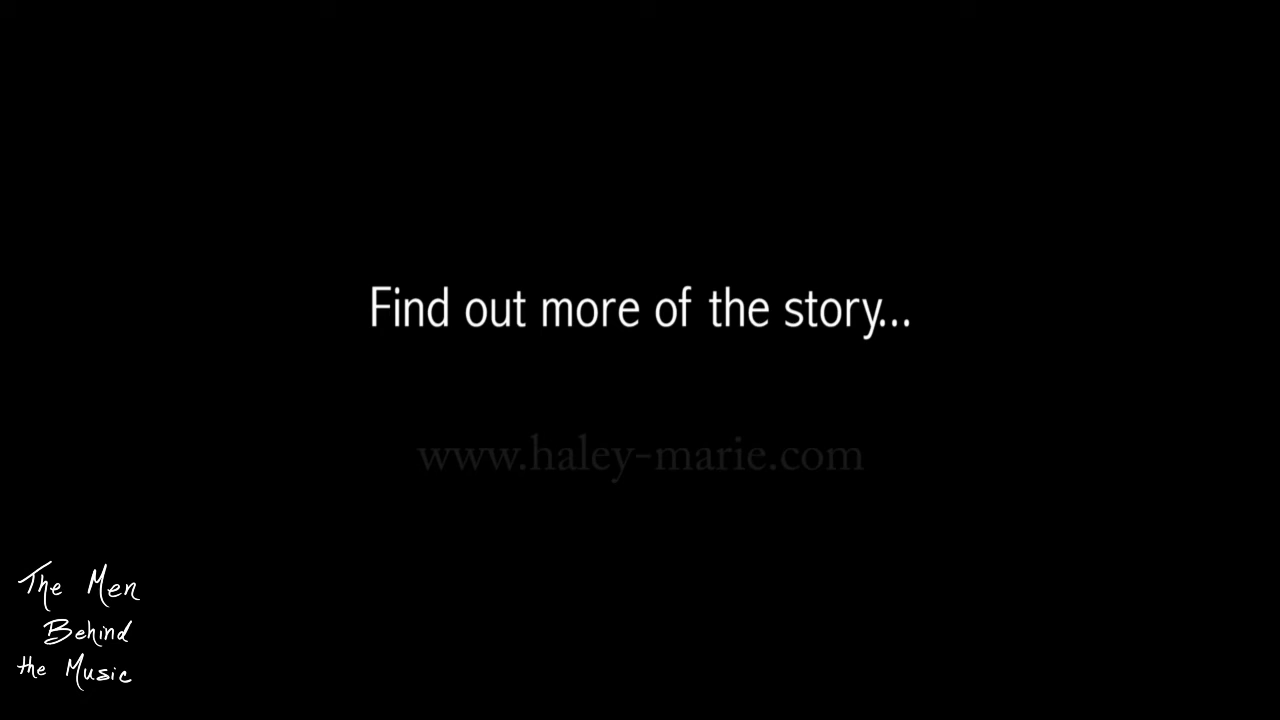 Find out more of the story...
www.haley-marie.com
The Men
Behind
the Music